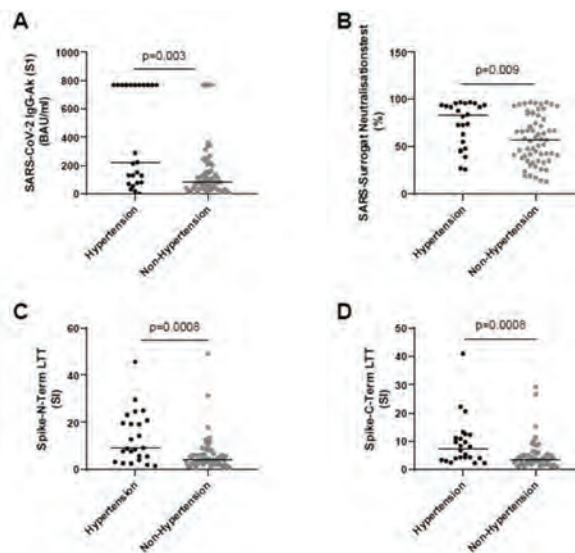 A
p=0.003
SARS-CoV-2 IgG-Ak (S1)
(BAU/ml)
1000
800
600
400
200
0
Hypertension
Non-Hypertension
B
p=0.009
SARS-Surrogat Neutralisationstest
(%)
150
100
50
0
Hypertension
Non-Hypertension
C
p=0.0008
Spike-N-Term LTT
(SI)
60
40
20
0
Hypertension
Non-Hypertension
D
p=0.0008
Spike-C-Term LTT
(SI)
50
40
30
20
10
0
Hypertension
Non-Hypertension